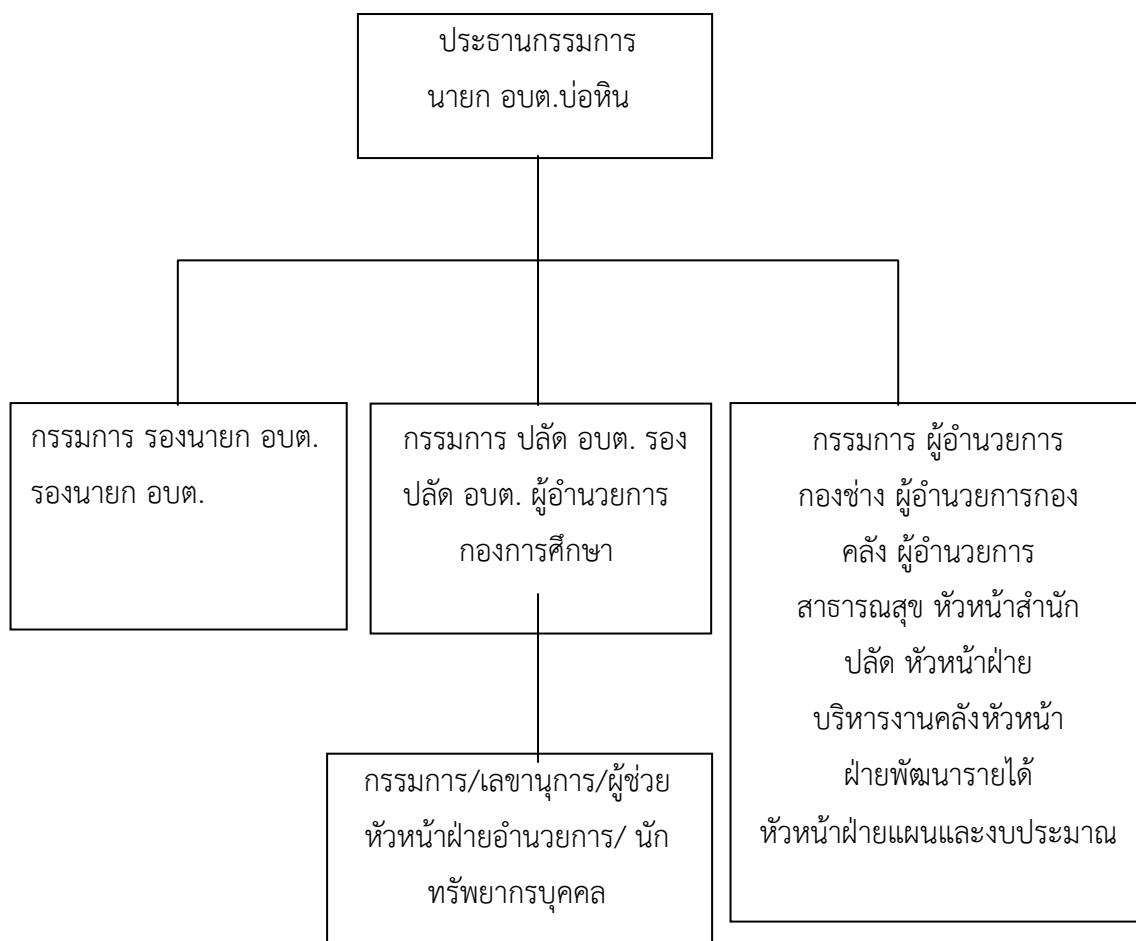 ประธานกรรมการ
นายก อบต.บ่อหิน
กรรมการ รองนายก อบต.
รองนายก อบต.
กรรมการ ปลัด อบต. รอง
ปลัด อบต. ผู้อำนวยการ
กองการศึกษา
กรรมการ ผู้อำนวยการ
กองช่าง ผู้อำนวยการกอง
คลัง ผู้อำนวยการ
สาธารณสุข หัวหน้าสำนัก
ปลัด หัวหน้าฝ่าย
บริหารงานคลังหัวหน้า
ฝ่ายพัฒนารายได้
หัวหน้าฝ่ายแผนและงบประมาณ
กรรมการ/เลขานุการ/ผู้ช่วย
หัวหน้าฝ่ายอำนวยการ/ นัก
ทรัพยากรบุคคล